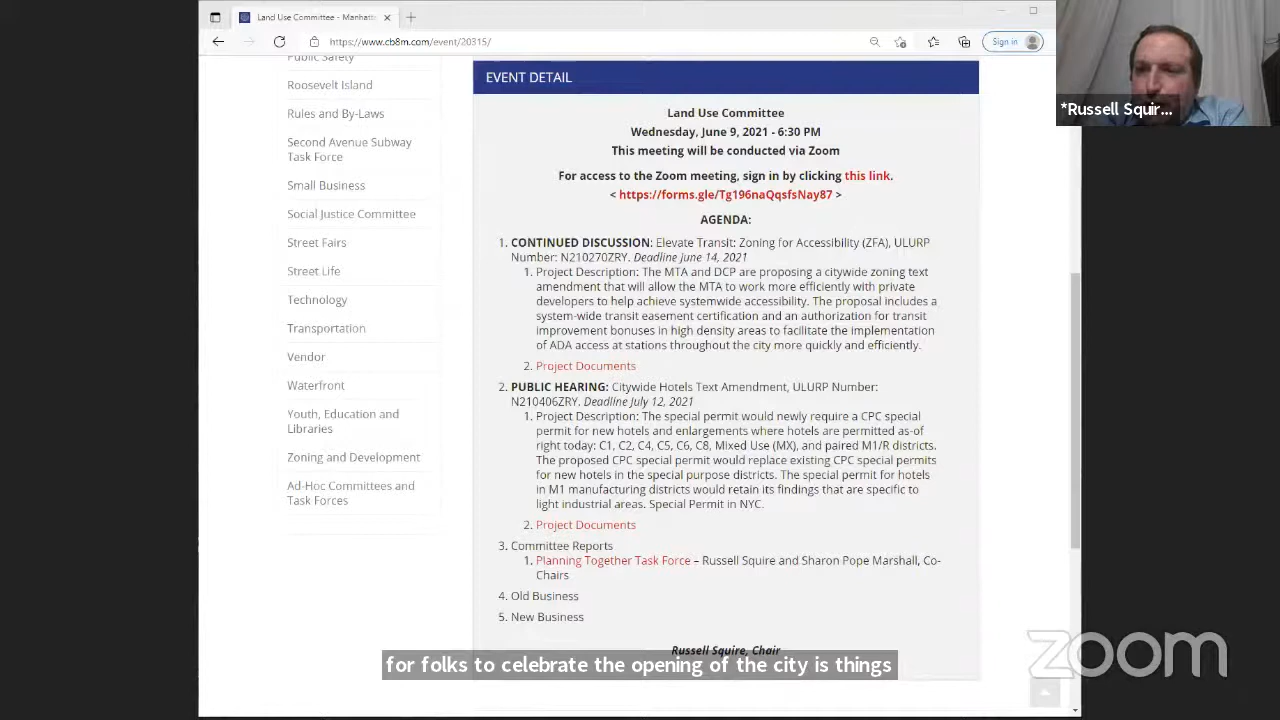 Land Use Committee - Manhatta
https://www.cb8m.com/event/20315/
Sign in
*Russell Squir...
Public Safety
Roosevelt Island
Rules and By-Laws
Second Avenue Subway
Task Force
Small Business
Social Justice Committee
Street Fairs
Street Life
Technology
Transportation
Vendor
Waterfront
Youth, Education and
Libraries
Zoning and Development
Ad-Hoc Committees and
Task Forces
EVENT DETAIL
Land Use Committee
Wednesday, June 9, 2021 - 6:30 PM
This meeting will be conducted via Zoom
For access to the Zoom meeting, sign in by clicking this link.
< https://forms.gle/Tg196naQqsfsNay87 >
AGENDA:
1. CONTINUED DISCUSSION: Elevate Transit: Zoning for Accessibility (ZFA), ULURP
Number: N210270ZRY. Deadline June 14, 2021
1. Project Description: The MTA and DCP are proposing a citywide zoning text
amendment that will allow the MTA to work more efficiently with private
developers to help achieve systemwide accessibility. The proposal includes a
system-wide transit easement certification and an authorization for transit
improvement bonuses in high density areas to facilitate the implementation
of ADA access at stations throughout the city more quickly and efficiently.
2. Project Documents
2. PUBLIC HEARING: Citywide Hotels Text Amendment, ULURP Number:
N210406ZRY. Deadline July 12, 2021
1. Project Description: The special permit would newly require a CPC special
permit for new hotels and enlargements where hotels are permitted as-of
right today: C1, C2, C4, C5, C6, C8, Mixed Use (MX), and paired M1/R districts.
The proposed CPC special permit would replace existing CPC special permits
for new hotels in the special purpose districts. The special permit for hotels
in M1 manufacturing districts would retain its findings that are specific to
light industrial areas. Special Permit in NYC.
2. Project Documents
3. Committee Reports
1. Planning Together Task Force – Russell Squire and Sharon Pope Marshall, Co-
Chairs
4. Old Business
5. New Business
Russell Squire, Chair
for folks to celebrate the opening of the city is things
zoom